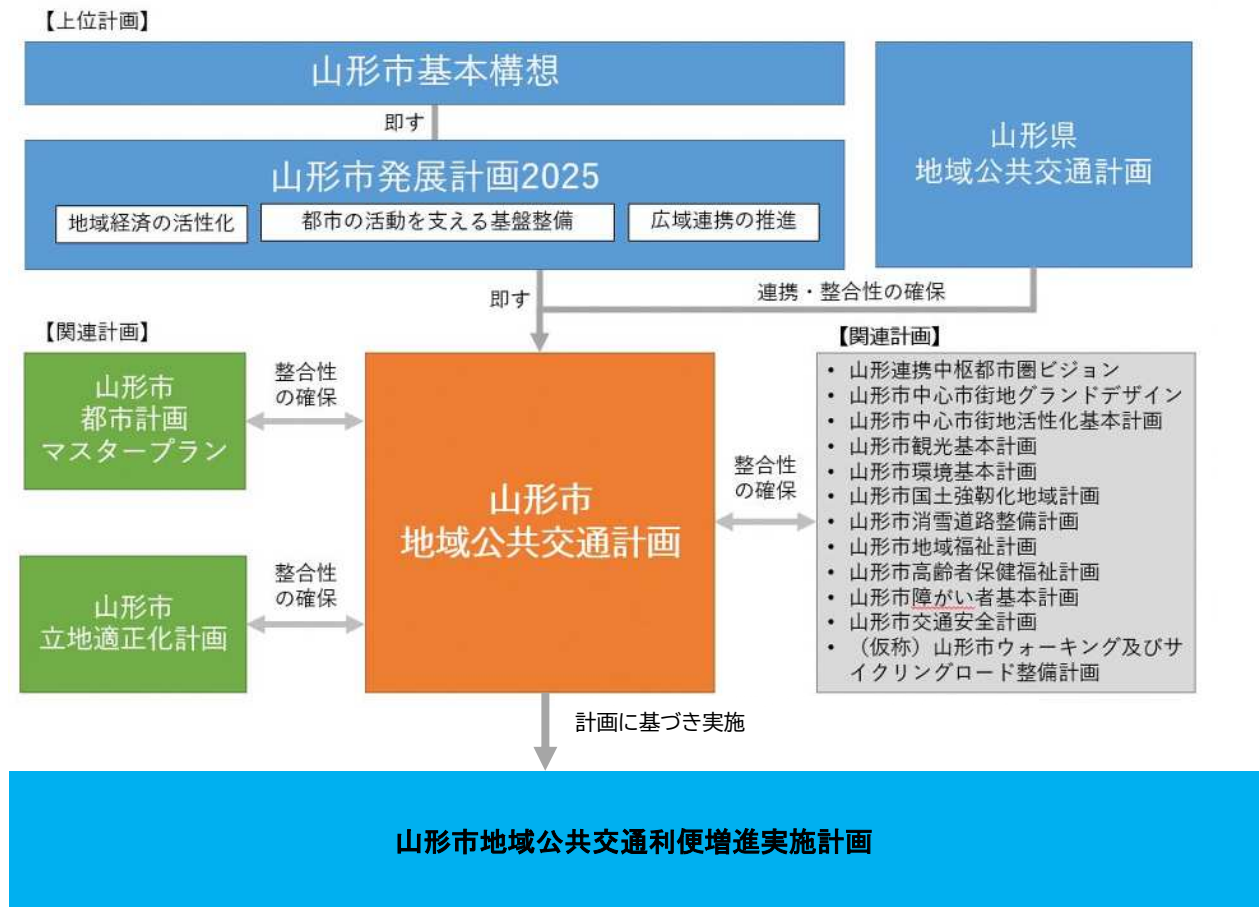 【上位計画】
山形市基本構想
即す
山形市発展計画2025
地域経済の活性化
都市の活動を支える基盤整備
広域連携の推進
山形県
地域公共交通計画
即す
連携・整合性の確保
【関連計画】
山形市
都市計画
マスタープラン
整合性
の確保
山形市
立地適正化計画
整合性
の確保
山形市
地域公共交通計画
整合性
の確保
【関連計画】
• 山形連携中枢都市圏ビジョン
• 山形市中心市街地グランドデザイン
• 山形市中心市街地活性化基本計画
• 山形市観光基本計画
• 山形市環境基本計画
• 山形市国土強靭化地域計画
• 山形市消雪道路整備計画
• 山形市地域福祉計画
• 山形市高齢者保健福祉計画
• 山形市障がい者基本計画
• 山形市交通安全計画
• （仮称）山形市ウォーキング及びサ
イクリングロード整備計画
計画に基づき実施
山形市地域公共交通利便増進実施計画